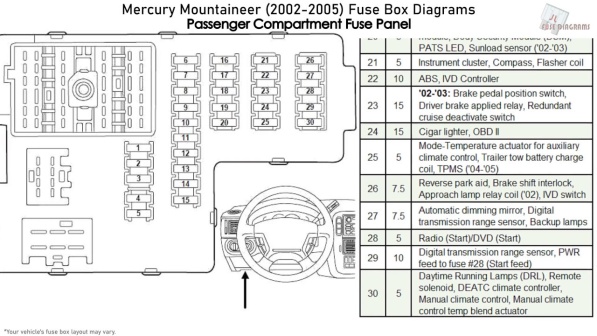 Mercury Mountaineer (2002-2005) Fuse Box Diagrams
Passenger Compartment Fuse Panel
FUSE DIAGRAMS
6 16 21 26
7 17 22 27
8 18 23 28
9 19 24 29
10 20 25 30
11
1 12
2 13
3 14
4 15
5
PATS LED, Sunload sensor ('02-'03)
21 5 Instrument cluster, Compass, Flasher coil
22 10 ABS, IVD Controller
'02-'03: Brake pedal position switch,
23 15 Driver brake applied relay, Redundant
cruise deactivate switch
24 15 Cigar lighter, OBD II
Mode-Temperature actuator for auxiliary
25 5 climate control, Trailer tow battery charge
coil, TPMS ('04-'05)
26 7.5 Reverse park aid, Brake shift interlock,
Approach lamp relay coil ('02), IVD switch
27 7.5 Automatic dimming mirror, Digital
transmission range sensor, Backup lamps
28 5 Radio (Start)/DVD (Start)
29 10 Digital transmission range sensor, PWR
feed to fuse #28 (Start feed)
Daytime Running Lamps (DRL), Remote
30 5 solenoid, DEATC climate controller,
Manual climate control, Manual climate
control temp blend actuator
*Your vehicle's fuse box layout may vary.